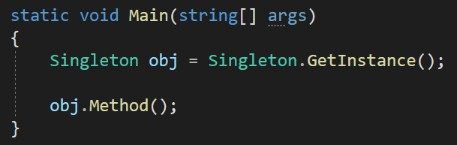 static void Main(string[] args)
{
Singleton obj = Singleton.GetInstance();
obj.Method();
}